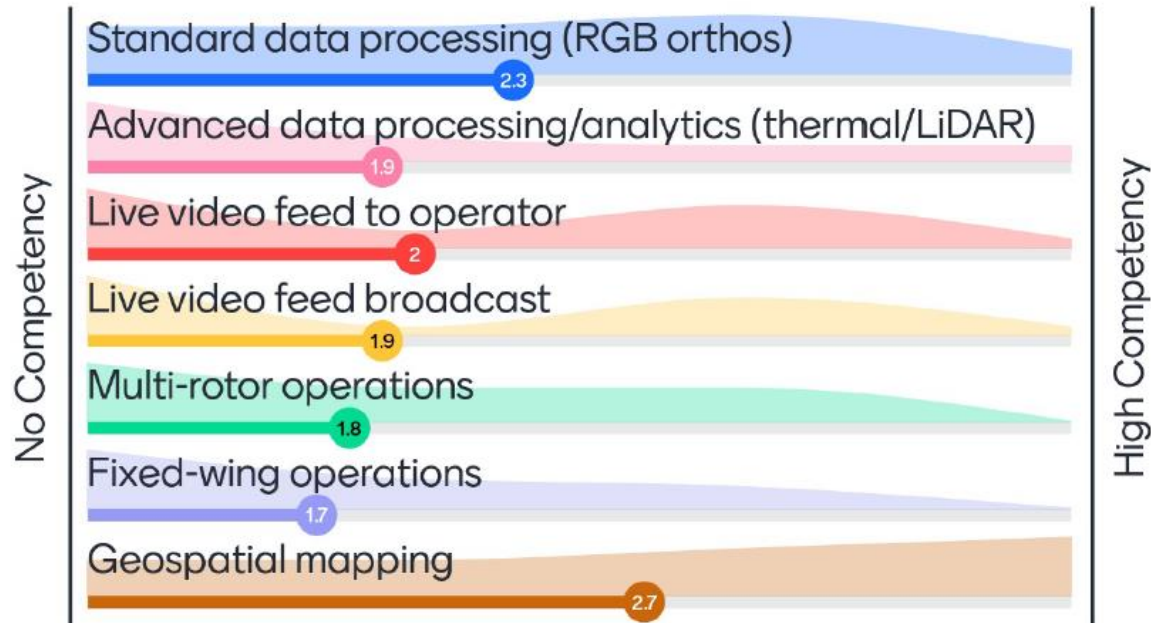 Standard data processing (RGB orthos)
2.3
Advanced data processing/analytics (thermal/LiDAR)
1.9
Live video feed to operator
2
Live video feed broadcast
1.9
Multi-rotor operations
1.8
Fixed-wing operations
1.7
Geospatial mapping
2.7
No Competency
High Competency